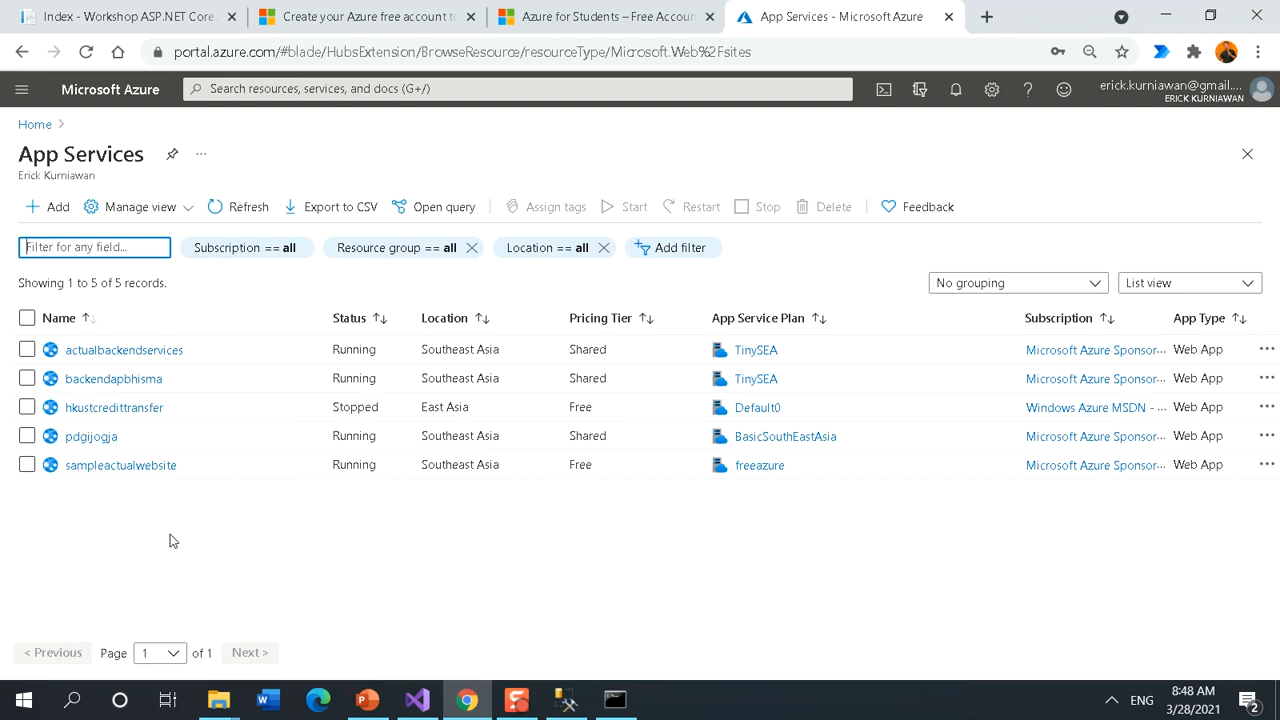 Index - Workshop ASP.NET Core
Create your Azure free account to
Azure for Students – Free Accoun
App Services - Microsoft Azure
portal.azure.com/#blade/HubsExtension/BrowseResource/resourceType/Microsoft.Web%2Fsites
Microsoft Azure
Search resources, services, and docs (G+/)
erick.kurniawan@gmail....
ERICK KURNIAWAN
Home
App Services
Erick Kurniawan
Add Manage view Refresh Export to CSV Open query Assign tags Start Restart Stop Delete Feedback
Filter for any field... Subscription == all Resource group == all Location == all Add filter
Showing 1 to 5 of 5 records. No grouping List view
Name Status Location Pricing Tier App Service Plan Subscription App Type
actualbackendservices Running Southeast Asia Shared TinySEA Microsoft Azure Sponsor... Web App
backendapbhisma Running Southeast Asia Shared TinySEA Microsoft Azure Sponsor... Web App
hkustcredittransfer Stopped East Asia Free Default0 Windows Azure MSDN - ... Web App
pdgijogja Running Southeast Asia Shared BasicSouthEastAsia Microsoft Azure Sponsor... Web App
sampleactualwebsite Running Southeast Asia Free freeazure Microsoft Azure Sponsor... Web App
< Previous Page 1 of 1 Next >
ENG
8:48 AM
3/28/2021
2